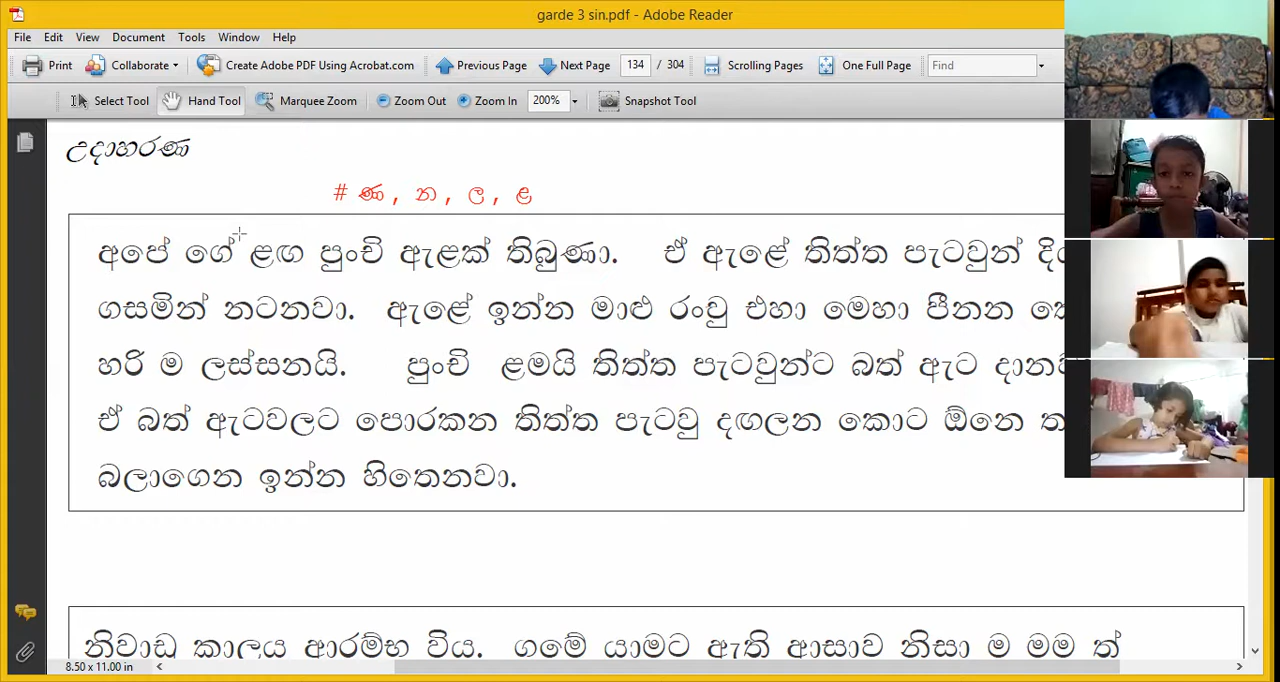 garde 3 sin.pdf - Adobe Reader
File Edit View Document Tools Window Help
Print Collaborate Create Adobe PDF Using Acrobat.com Previous Page Next Page 134 / 304 Scrolling Pages One Full Page Find
Select Tool Hand Tool Marquee Zoom Zoom Out Zoom In 200% Snapshot Tool
උදාහරණ
# ණ , න , ල , ළ
අපේ ගේ ළඟ පුංචි ඇළක් තිබුණා. ඒ ඇළේ තිත්ත පැටවුන්
ගසමින් නටනවා. ඇළේ ඉන්න මාළු රංචු එහා මෙහා පීනන
හරි ම ලස්සනයි. පුංචි ළමයි තිත්ත පැටවුන්ට බත් ඇට
ඒ බත් ඇටවලට පොරකන තිත්ත පැටවු දඟලන කොට ඕනෙ
බලාගෙන ඉන්න හිතෙනවා.
නිවාඩු කාලය ආරම්භ විය. ගමේ යාමට ඇති ආසාව නිසා ම මම ත්
8.50 x 11.00 in